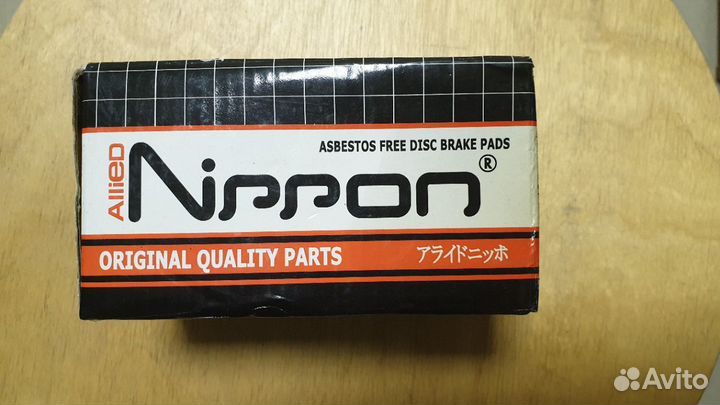 ASBESTOS FREE DISC BRAKE PADS
AlliED Nippon®
ORIGINAL QUALITY PARTS アライドニッポ
Avito